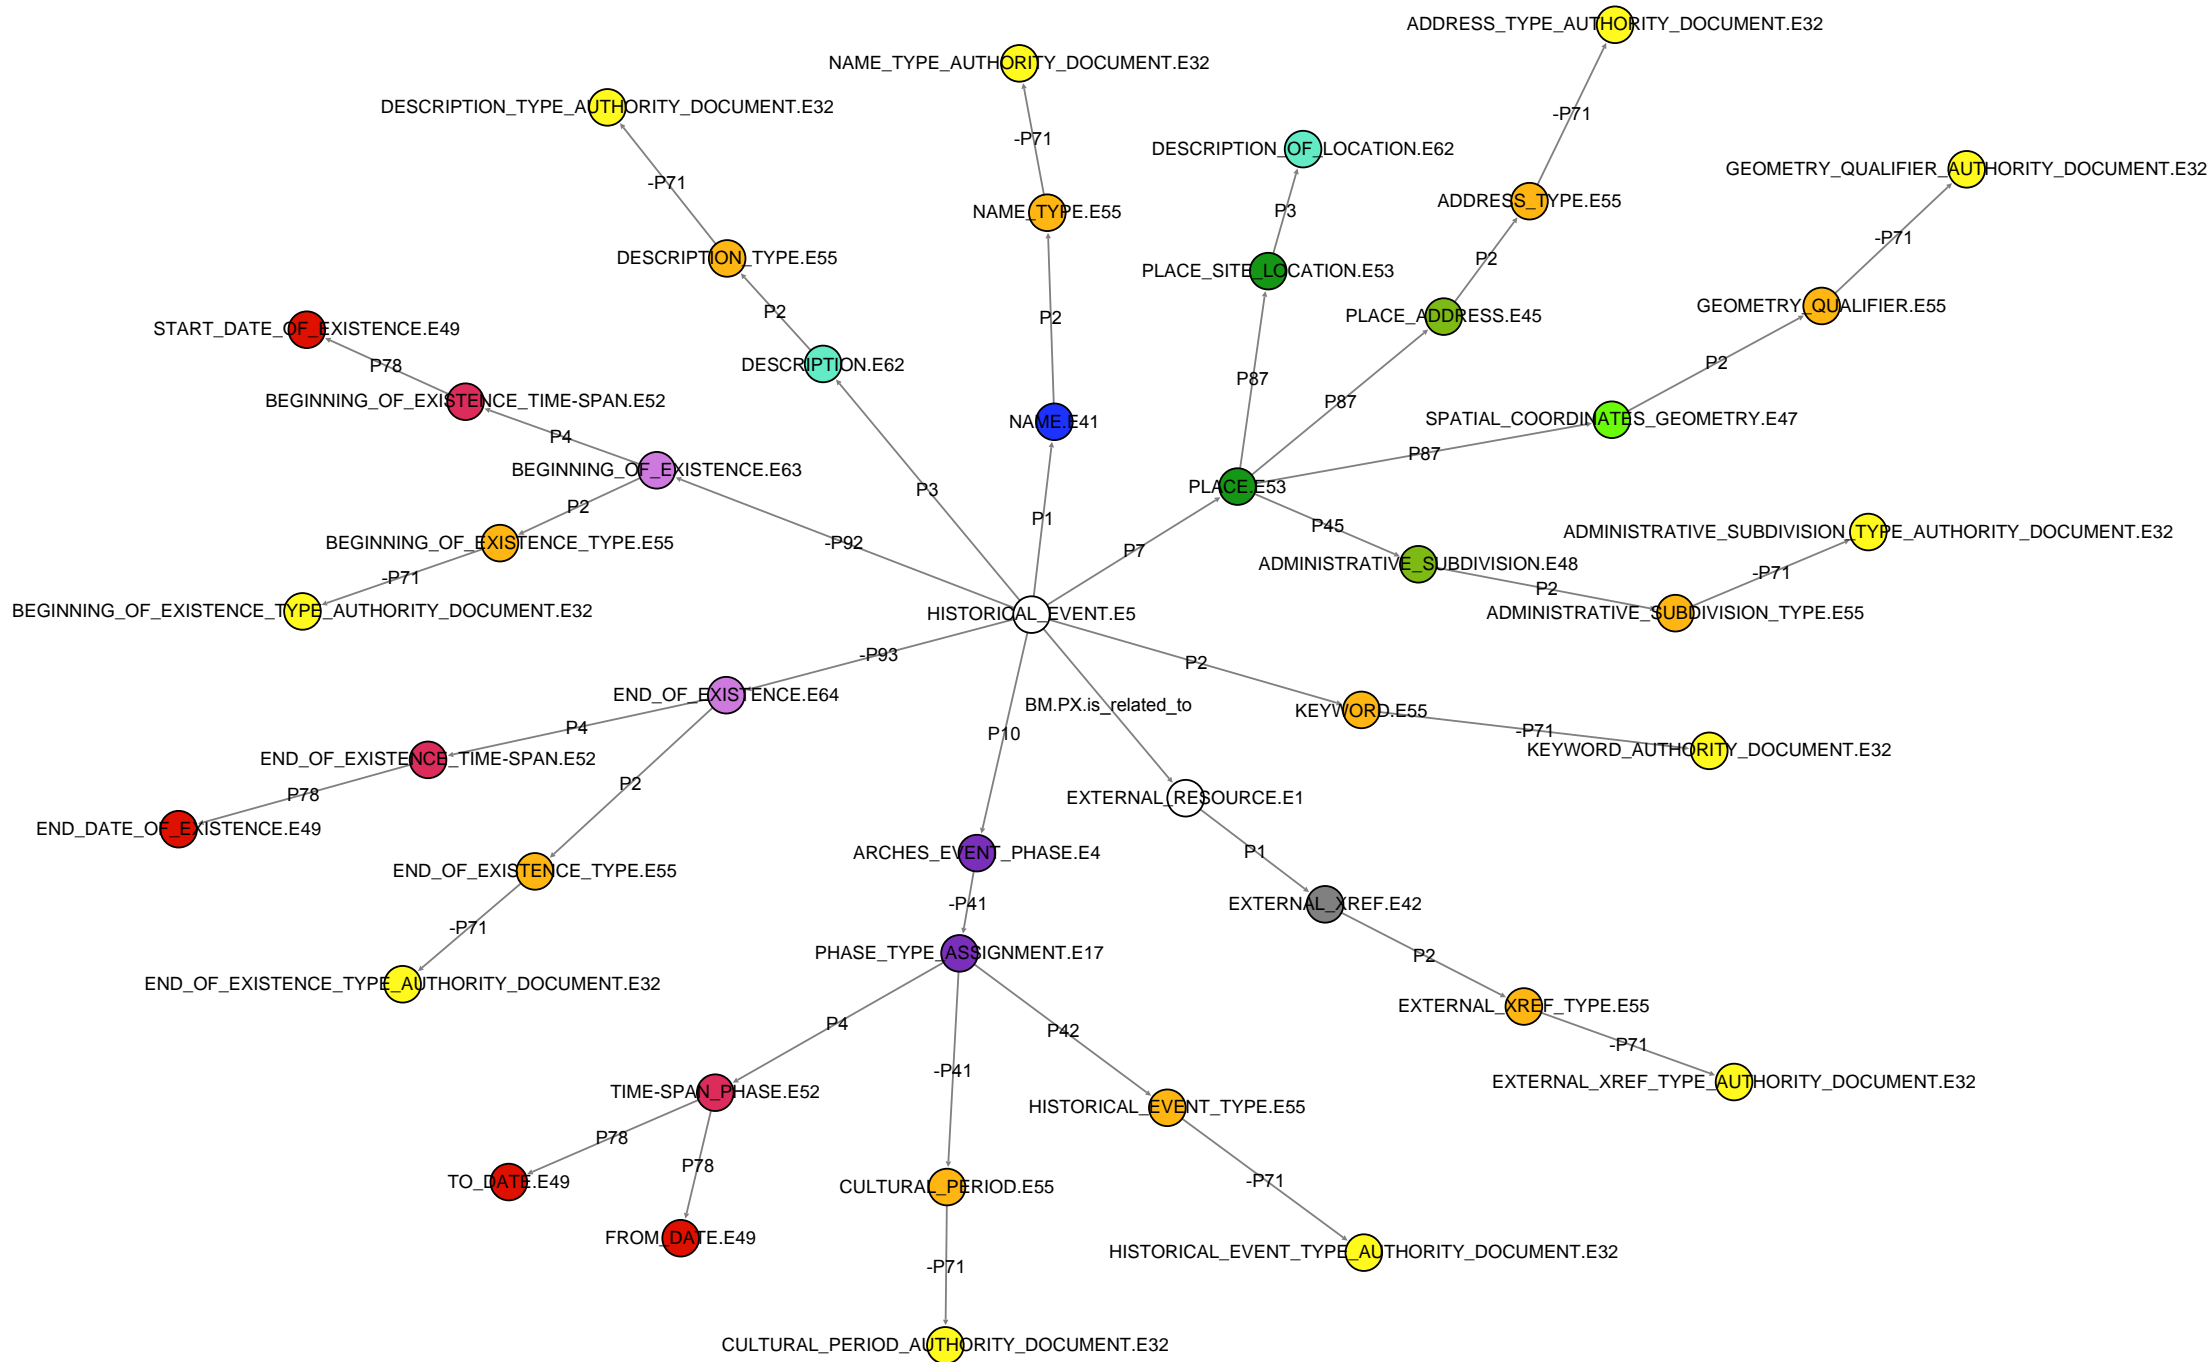 ADDRESS_TYPE_AUTHORITY_DOCUMENT.E32
NAME_TYPE_AUTHORITY_DOCUMENT.E32
DESCRIPTION_TYPE_AUTHORITY_DOCUMENT.E32
-P71
-P71
DESCRIPTION_OF_LOCATION.E62
GEOMETRY_QUALIFIER_AUTHORITY_DOCUMENT.E32
-P71
ADDRESS_TYPE.E55
NAME_TYPE.E55
P3
-P71
DESCRIPTION_TYPE.E55
P2
PLACE_SITE_LOCATION.E53
GEOMETRY_QUALIFIER.E55
P2
PLACE_ADDRESS.E45
P2
START_DATE_OF_EXISTENCE.E49
P78
DESCRIPTION.E62
P2
P87
BEGINNING_OF_EXISTENCE_TIME-SPAN.E52
P87
NAME.E41
SPATIAL_COORDINATES_GEOMETRY.E47
P4
P87
BEGINNING_OF_EXISTENCE.E63
P3
PLACE.E53
P2
P1
P45
ADMINISTRATIVE_SUBDIVISION_TYPE_AUTHORITY_DOCUMENT.E32
BEGINNING_OF_EXISTENCE_TYPE.E55
-P92
P7
ADMINISTRATIVE_SUBDIVISION.E48
-P71
-P71
P2
BEGINNING_OF_EXISTENCE_TYPE_AUTHORITY_DOCUMENT.E32
HISTORICAL_EVENT.E5
ADMINISTRATIVE_SUBDIVISION_TYPE.E55
-P93
P2
END_OF_EXISTENCE.E64
BM.PX.is_related_to
KEYWORD.E55
P4
P10
-P71
END_OF_EXISTENCE_TIME-SPAN.E52
KEYWORD_AUTHORITY_DOCUMENT.E32
P2
P78
EXTERNAL_RESOURCE.E1
END_DATE_OF_EXISTENCE.E49
ARCHES_EVENT_PHASE.E4
P1
END_OF_EXISTENCE_TYPE.E55
-P41
EXTERNAL_XREF.E42
-P71
PHASE_TYPE_ASSIGNMENT.E17
P2
END_OF_EXISTENCE_TYPE_AUTHORITY_DOCUMENT.E32
EXTERNAL_XREF_TYPE.E55
P4
P42
-P71
-P41
EXTERNAL_XREF_TYPE_AUTHORITY_DOCUMENT.E32
TIME-SPAN_PHASE.E52
HISTORICAL_EVENT_TYPE.E55
P78
P78
-P71
TO_DATE.E49
CULTURAL_PERIOD.E55
FROM_DATE.E49
HISTORICAL_EVENT_TYPE_AUTHORITY_DOCUMENT.E32
-P71
CULTURAL_PERIOD_AUTHORITY_DOCUMENT.E32